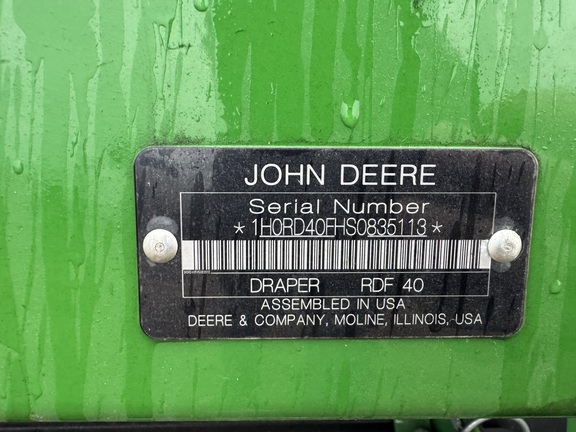 JOHN DEERE
Serial Number
*1H0RD40FHS0835113*
DRAPER RDF 40
ASSEMBLED IN USA
DEERE & COMPANY, MOLINE, ILLINOIS, USA